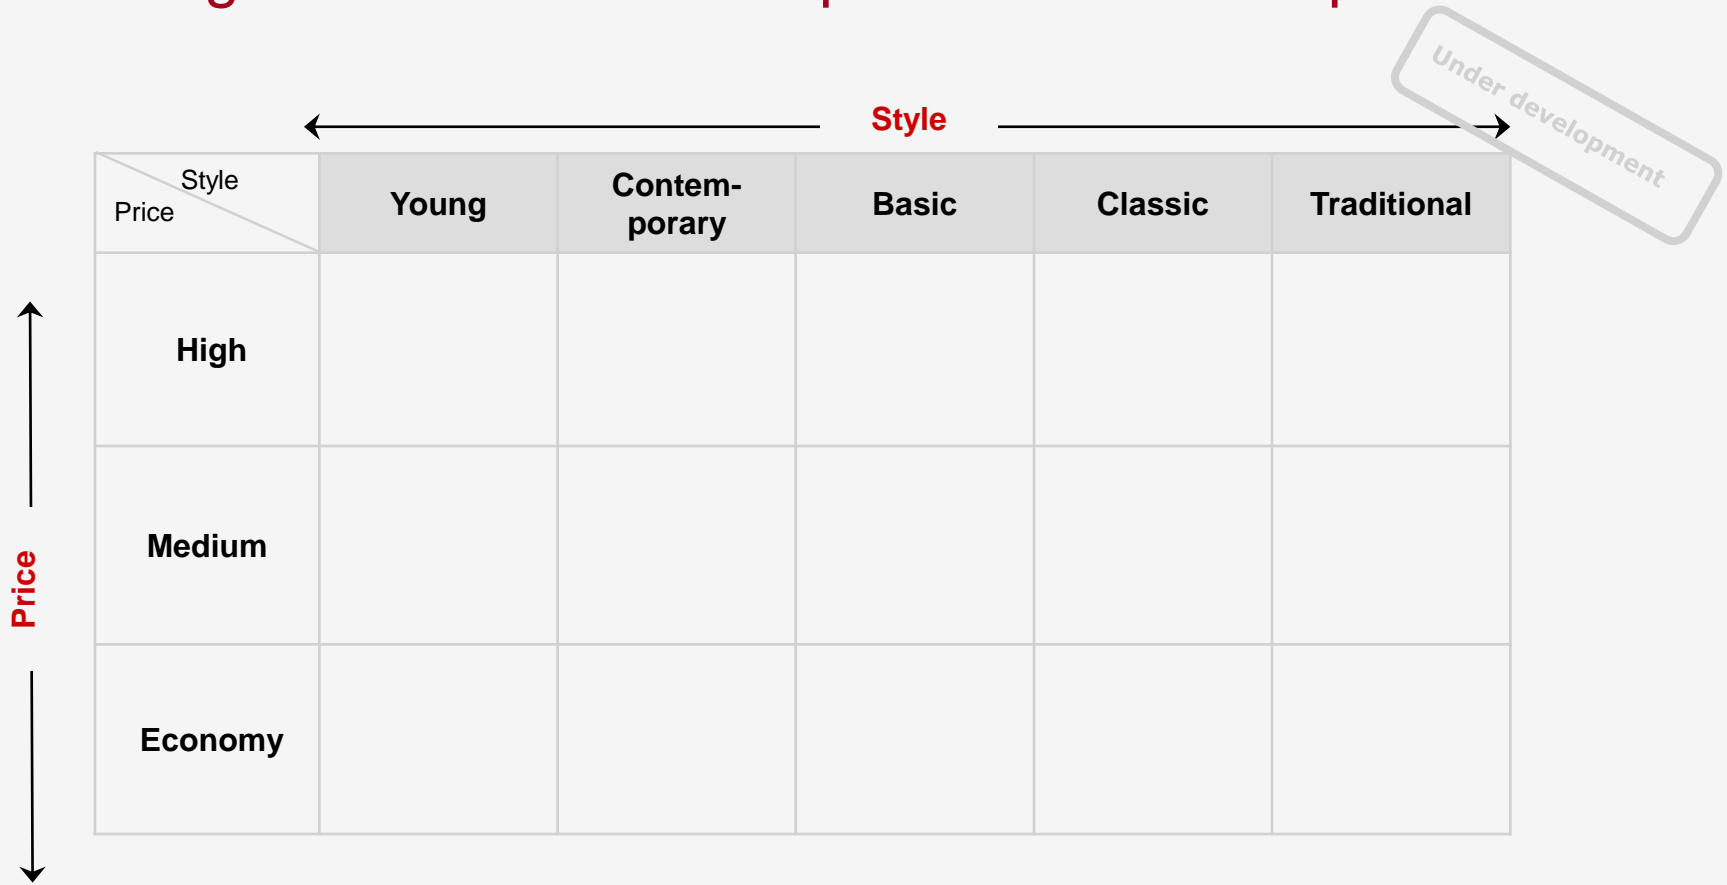 Under development
Style
Style
Price
Young
Contem-
porary
Basic
Classic
Traditional
High
Medium
Price
Economy